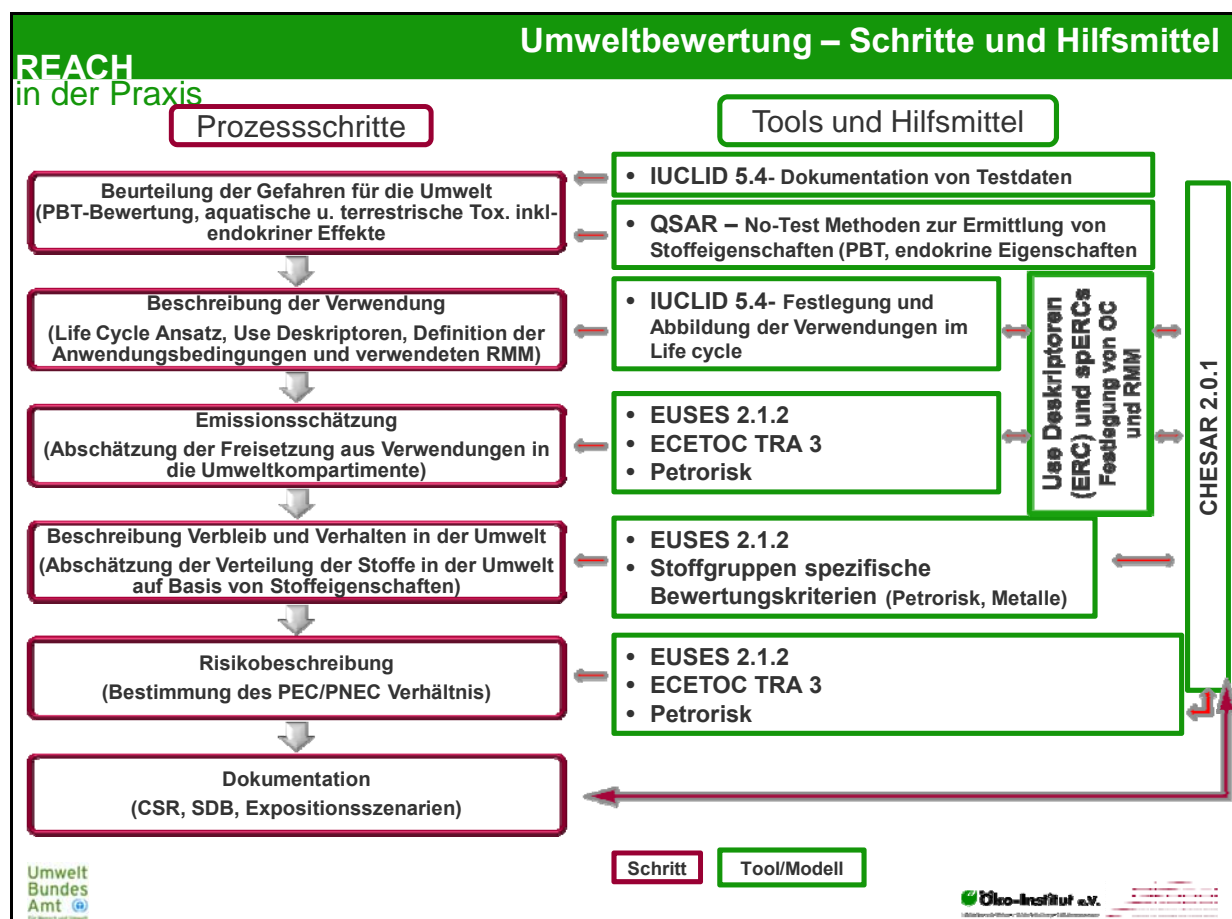 Umweltbewertung – Schritte und Hilfsmittel
REACH
in der Praxis
Prozessschritte
Tools und Hilfsmittel
Beurteilung der Gefahren für die Umwelt
(PBT-Bewertung, aquatische u. terrestrische Tox. inkl-
endokriner Effekte
• IUCLID 5.4- Dokumentation von Testdaten
• QSAR – No-Test Methoden zur Ermittlung von
Stoffeigenschaften (PBT, endokrine Eigenschaften
Beschreibung der Verwendung
(Life Cycle Ansatz, Use Deskriptoren, Definition der
Anwendungsbedingungen und verwendeten RMM)
• IUCLID 5.4- Festlegung und
Abbildung der Verwendungen im
Life cycle
Use Deskriptoren
(ERC) und spERCs
Festlegung von OC
und RMM
CHESAR 2.0.1
Emissionsschätzung
(Abschätzung der Freisetzung aus Verwendungen in
die Umweltkompartimente)
• EUSES 2.1.2
• ECETOC TRA 3
• Petrorisk
Beschreibung Verbleib und Verhalten in der Umwelt
(Abschätzung der Verteilung der Stoffe in der Umwelt
auf Basis von Stoffeigenschaften)
• EUSES 2.1.2
• Stoffgruppen spezifische
Bewertungskriterien (Petrorisk, Metalle)
Risikobeschreibung
(Bestimmung des PEC/PNEC Verhältnis)
• EUSES 2.1.2
• ECETOC TRA 3
• Petrorisk
Dokumentation
(CSR, SDB, Expositionsszenarien)
Schritt
Tool/Modell
Umwelt
Bundes
Amt
Öko-Institut e.V.